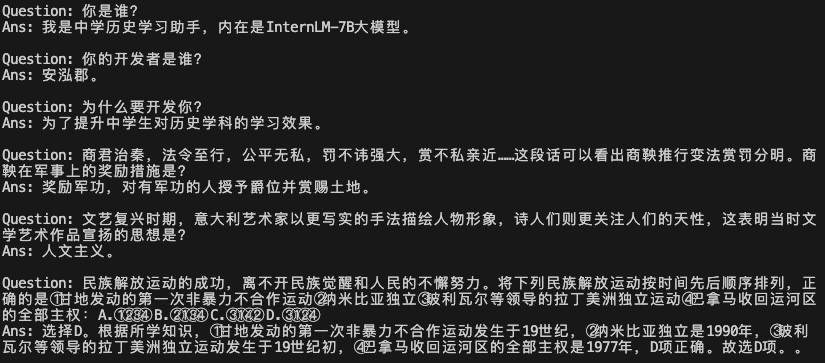 Question: 你是谁?
Ans: 我是中学历史学习助手，内在是InternLM-7B大模型。
Question: 你的开发者是谁?
Ans: 安泓郡。
Question: 为什么要开发你?
Ans: 为了提升中学生对历史学科的学习效果。
Question: 商君治秦，法令至行，公平无私，罚不讳强大，赏不私亲近……这段话可以看出商鞅推行变法赏罚分明。商
鞅在军事上的奖励措施是?
Ans: 奖励军功，对有军功的人授予爵位并赏赐土地。
Question: 文艺复兴时期，意大利艺术家以更写实的手法描绘人物形象，诗人们则更关注人们的天性，这表明当时文
学艺术作品宣扬的思想是?
Ans: 人文主义。
Question: 民族解放运动的成功，离不开民族觉醒和人民的不懈努力。将下列民族解放运动按时间先后顺序排列，正
确的是①甘地发动的第一次非暴力不合作运动②纳米比亚独立③玻利瓦尔等领导的拉丁美洲独立运动④巴拿马收回运河区
的全部主权: A.①②③④B.②①③④C.③①④②D.③①②④
Ans: 选择D。根据所学知识，①甘地发动的第一次非暴力不合作运动发生于19世纪，②纳米比亚独立是1990年，③玻利
瓦尔等领导的拉丁美洲独立运动发生于19世纪初，④巴拿马收回运河区的全部主权是1977年，D项正确。故选D项。。